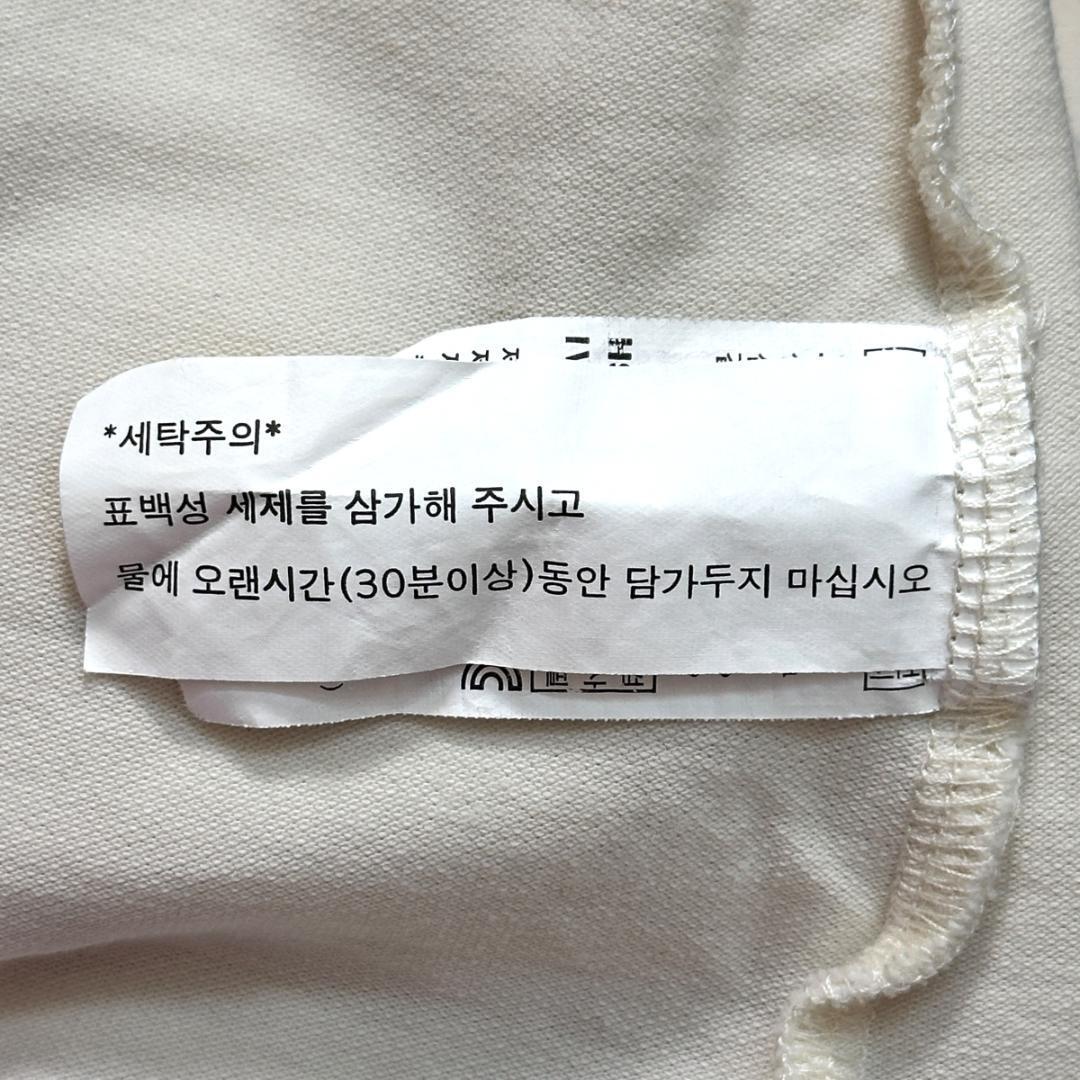 *세탁주의*
표백성 세제를 삼가해 주시고
물에 오랜시간(30분이상)동안 담가두지 마십시오